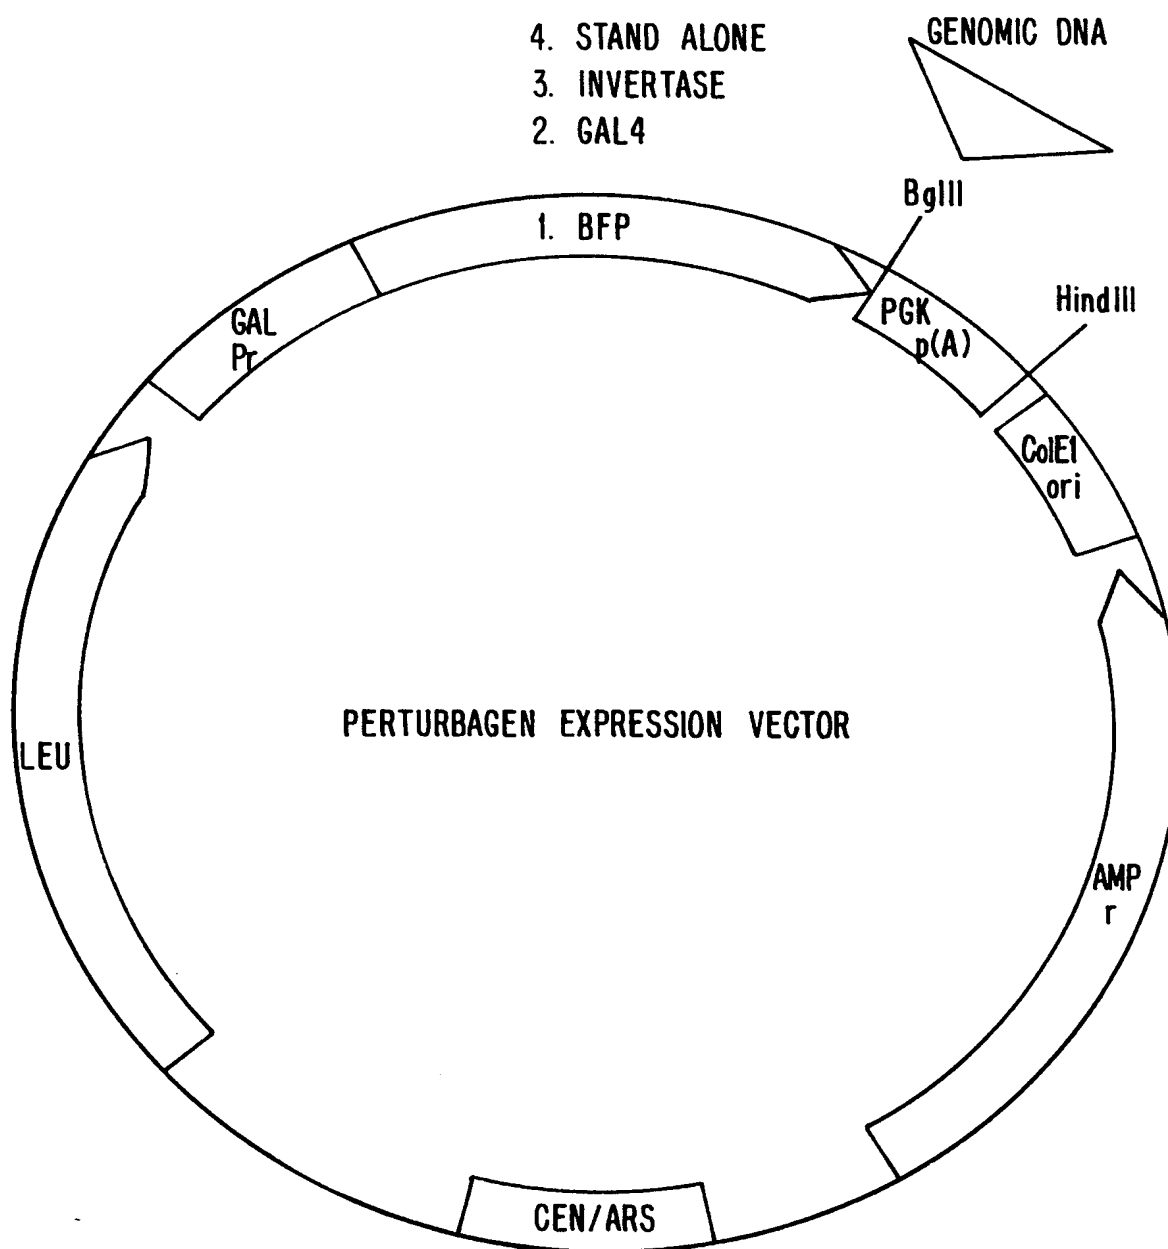 4. STAND ALONE
3. INVERTASE
2. GAL4
GENOMIC DNA
BglII
1. BFP
HindIII
GAL
Pr
PGK
p(A)
ColE1
ori
PERTURBAGEN EXPRESSION VECTOR
LEU
AMP
r
CEN/ARS